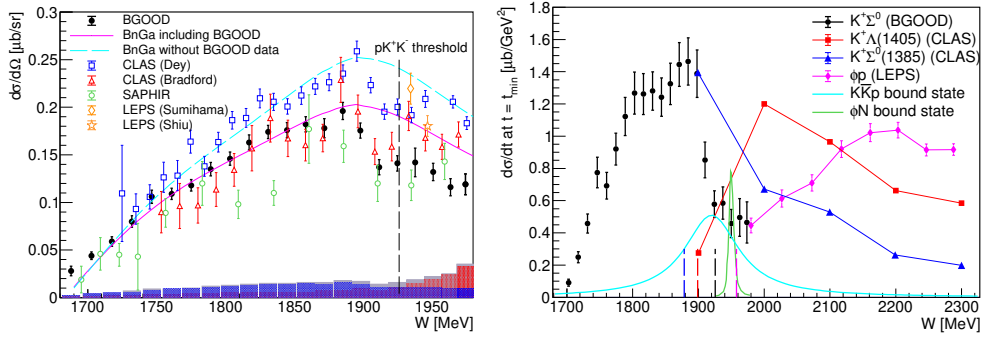 dσ/dΩ [μb/sr]
0.3
0.25
0.2
0.15
0.1
0.05
0
BGOOD
BnGa including BGOOD
BnGa without BGOOD data
CLAS (Dey)
CLAS (Bradford)
SAPHIR
LEPS (Sumihama)
LEPS (Shiu)
pK⁺K⁻ threshold
1700 1750 1800 1850 1900 1950
W [MeV]
dσ/dt at t = t_min [μb/GeV²]
1.8
1.6
1.4
1.2
1.0
0.8
0.6
0.4
0.2
0
K⁺Σ⁰ (BGOOD)
K⁺Λ(1405) (CLAS)
K⁺Σ⁰(1385) (CLAS)
ϕp (LEPS)
KKp bound state
ϕN bound state
1700 1800 1900 2000 2100 2200 2300
W [MeV]